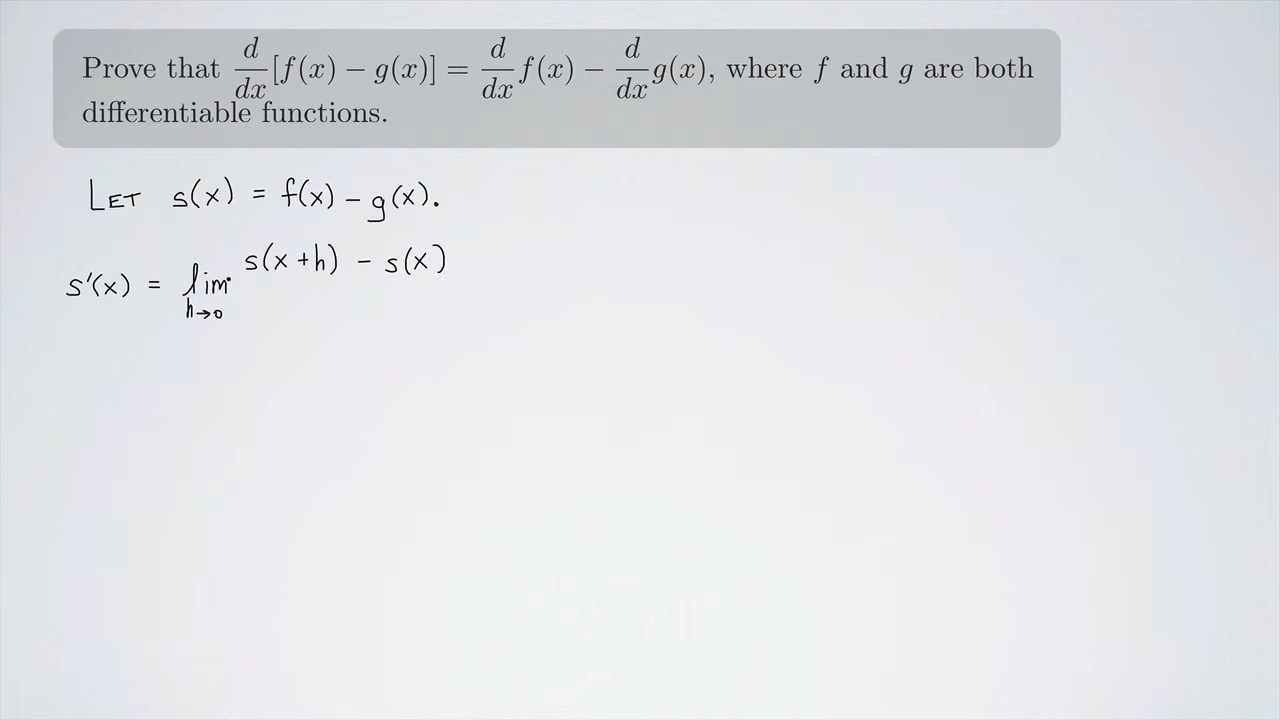 Prove that d/dx [f(x) − g(x)] = d/dx f(x) − d/dx g(x), where f and g are both
differentiable functions.
LET s(x) = f(x) − g(x).
s'(x) = lim h→0 s(x+h) − s(x)